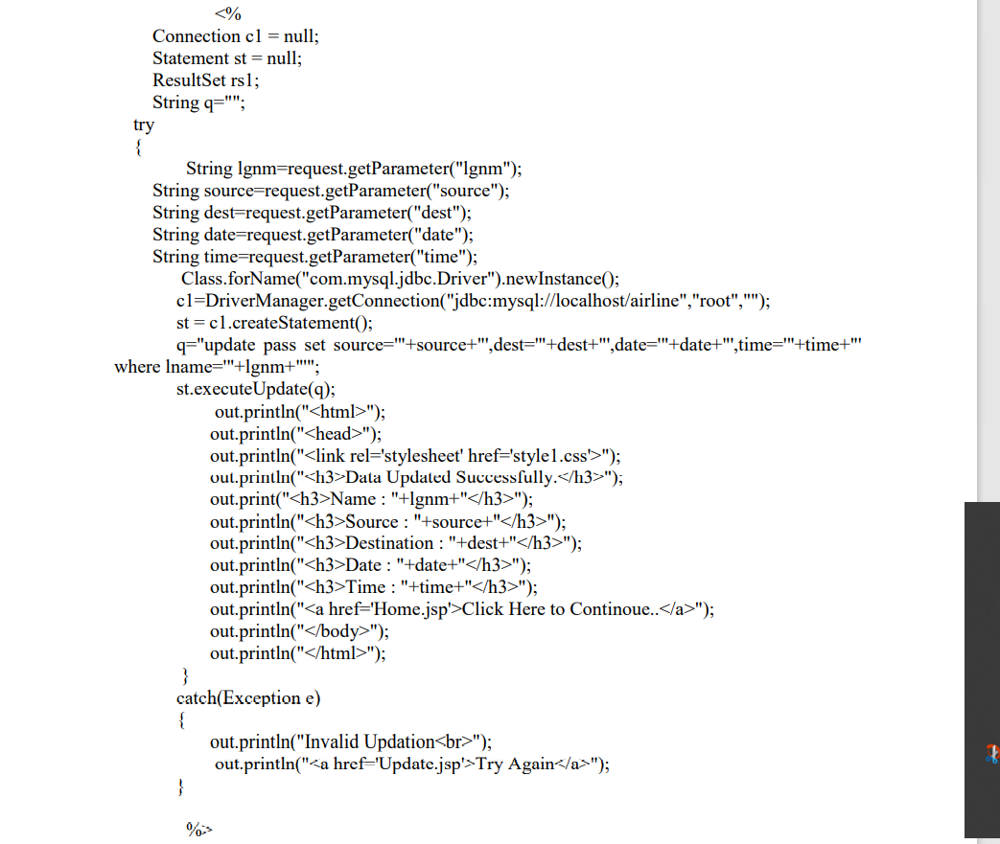 <%
Connection c1 = null;
Statement st = null;
ResultSet rs1;
String q="";
try
{
String lgnm=request.getParameter("lgnm");
String source=request.getParameter("source");
String dest=request.getParameter("dest");
String date=request.getParameter("date");
String time=request.getParameter("time");
Class.forName("com.mysql.jdbc.Driver").newInstance();
c1=DriverManager.getConnection("jdbc:mysql://localhost/airline","root","");
st = c1.createStatement();
q="update pass set source='"+source+"',dest='"+dest+"',date='"+date+"',time='"+time+"'
where lname='"+lgnm+"'";
st.executeUpdate(q);
out.println("<html>");
out.println("<head>");
out.println("<link rel='stylesheet' href='style1.css'>");
out.println("<h3>Data Updated Successfully.</h3>");
out.print("<h3>Name : "+lgnm+"</h3>");
out.println("<h3>Source : "+source+"</h3>");
out.println("<h3>Destination : "+dest+"</h3>");
out.println("<h3>Date : "+date+"</h3>");
out.println("<h3>Time : "+time+"</h3>");
out.println("<a href='Home.jsp'>Click Here to Continoue..</a>");
out.println("</body>");
out.println("</html>");
}
catch(Exception e)
{
out.println("Invalid Updation<br>");
out.println("<a href='Update.jsp'>Try Again</a>");
}
%>